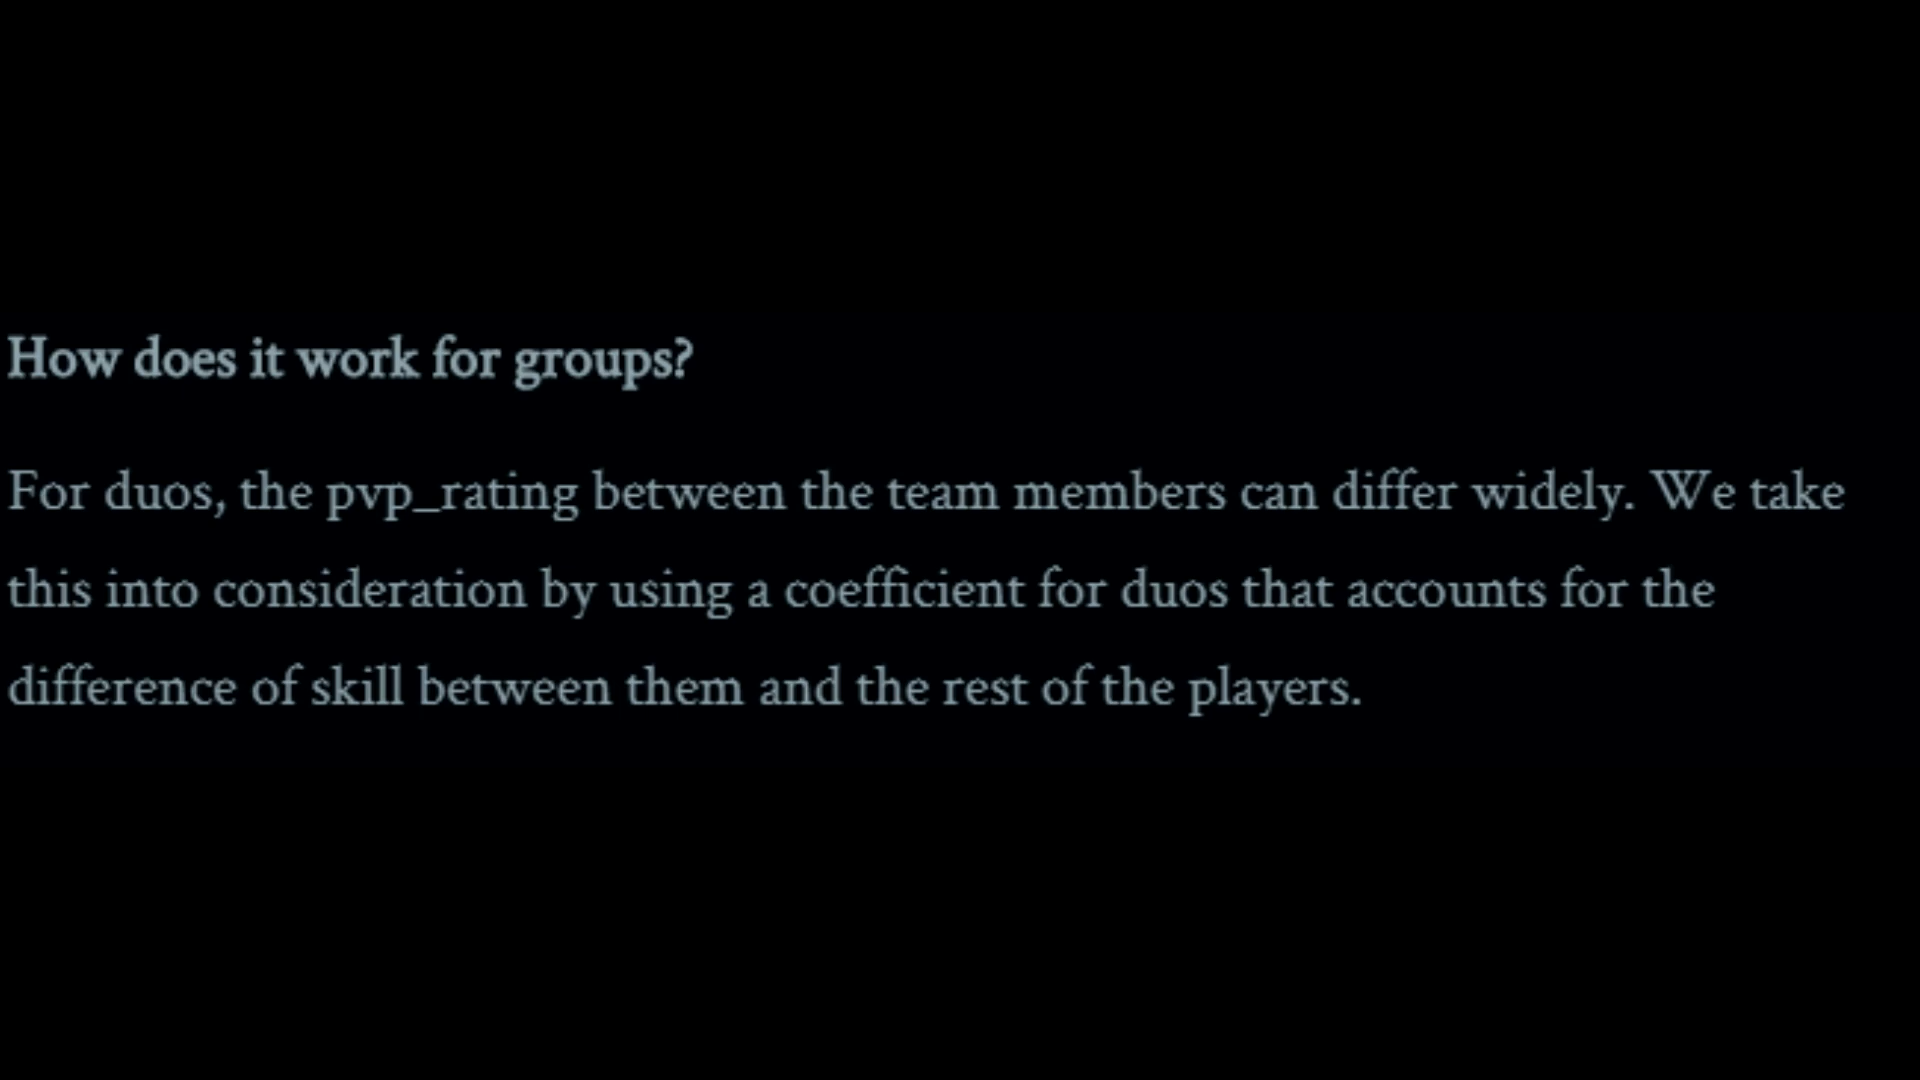 How does it work for groups?
For duos, the pvp_rating between the team members can differ widely. We take
this into consideration by using a coefficient for duos that accounts for the
difference of skill between them and the rest of the players.